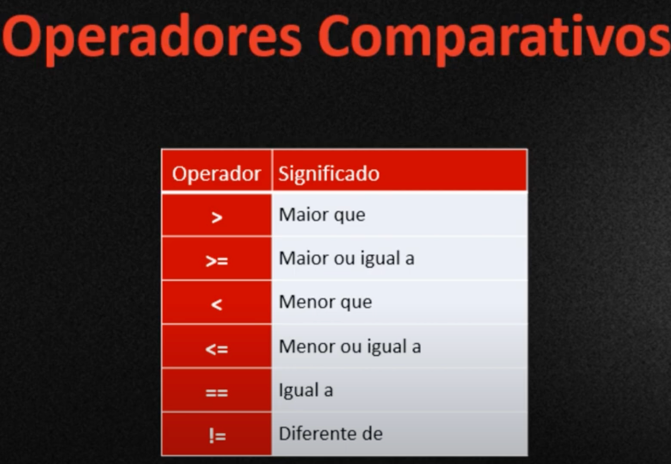 Operadores Comparativos
Operador Significado
> Maior que
>= Maior ou igual a
< Menor que
<= Menor ou igual a
== Igual a
!= Diferente de